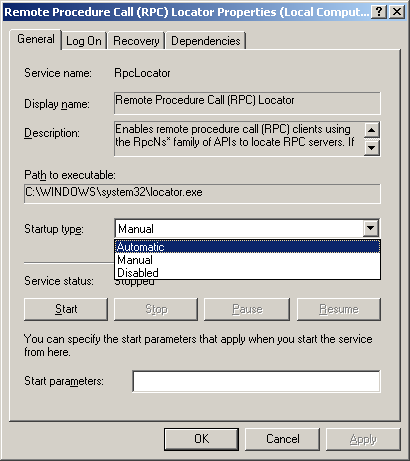 Remote Procedure Call (RPC) Locator Properties (Local Comput...
General Log On Recovery Dependencies
Service name: RpcLocator
Display name: Remote Procedure Call (RPC) Locator
Description: Enables remote procedure call (RPC) clients using
the RpcNs* family of APIs to locate RPC servers. If
Path to executable:
C:\WINDOWS\system32\locator.exe
Startup type: Manual
Automatic
Manual
Disabled
Service status: Stopped
Start Stop Pause Resume
You can specify the start parameters that apply when you start the service
from here.
Start parameters:
OK Cancel Apply